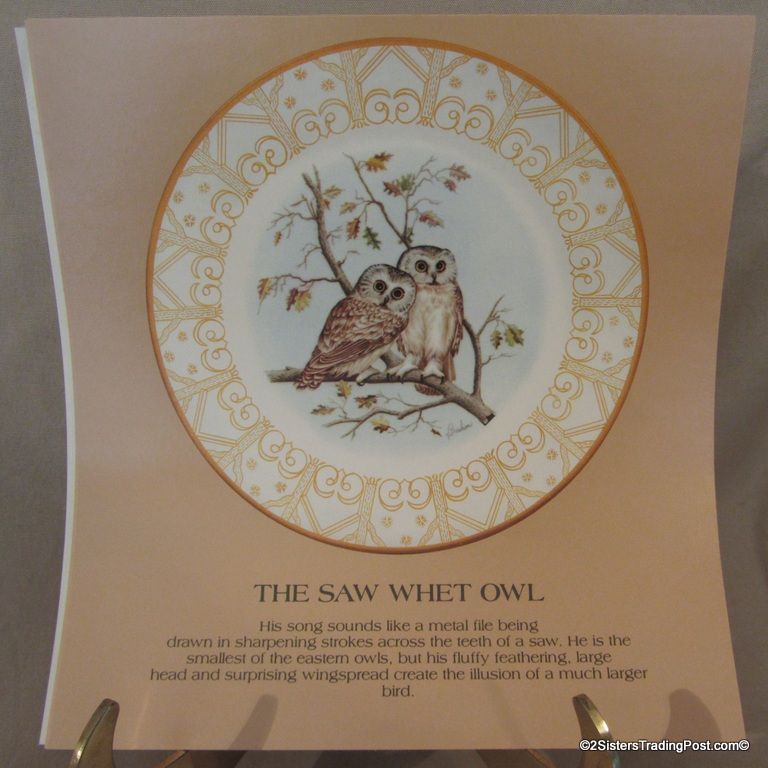 THE SAW WHET OWL
His song sounds like a metal file being
drawn in sharpening strokes across the teeth of a saw. He is the
smallest of the eastern owls, but his fluffy feathering, large
head and surprising wingspread create the illusion of a much larger
bird.
©2SistersTradingPost.com©